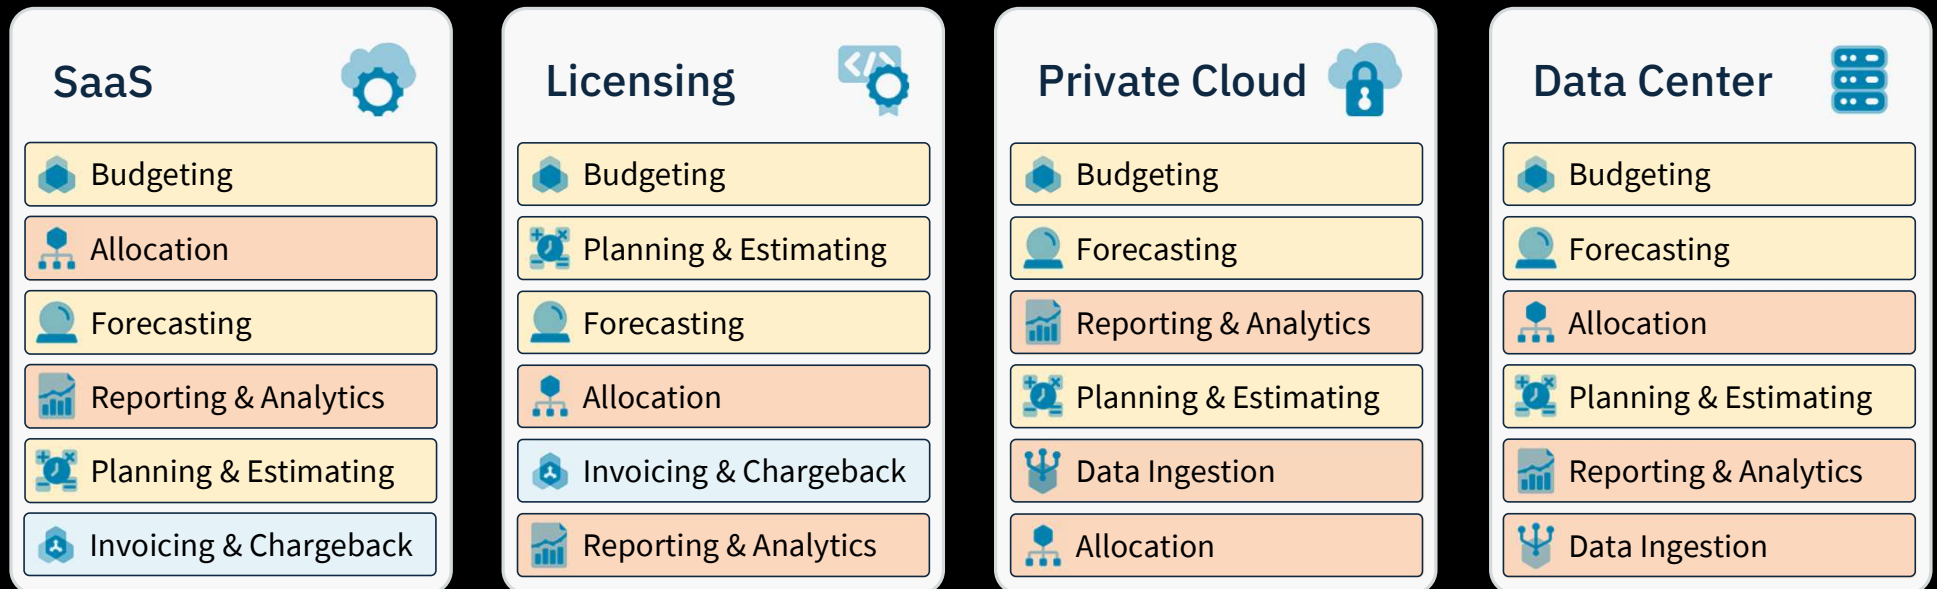 SaaS
Budgeting
Allocation
Forecasting
Reporting & Analytics
Planning & Estimating
Invoicing & Chargeback
Licensing
</>
Budgeting
Planning & Estimating
Forecasting
Allocation
Invoicing & Chargeback
Reporting & Analytics
Private Cloud
Budgeting
Forecasting
Reporting & Analytics
Planning & Estimating
Data Ingestion
Allocation
Data Center
Budgeting
Forecasting
Allocation
Planning & Estimating
Reporting & Analytics
Data Ingestion